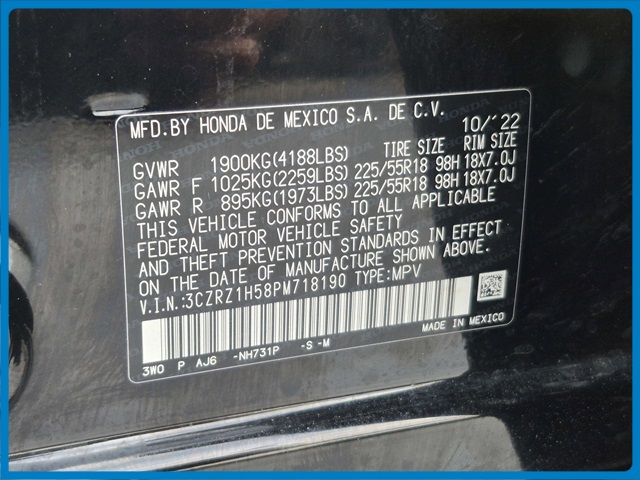 MFD.BY HONDA DE MEXICO S.A. DE C.V. 10/'22
GVWR 1900KG(4188LBS) TIRE SIZE RIM SIZE
GAWR F 1025KG(2259LBS) 225/55R18 98H 18X7.0J
GAWR R 895KG(1973LBS) 225/55R18 98H 18X7.0J
THIS VEHICLE CONFORMS TO ALL APPLICABLE
FEDERAL MOTOR VEHICLE SAFETY
AND THEFT PREVENTION STANDARDS IN EFFECT
ON THE DATE OF MANUFACTURE SHOWN ABOVE.
V.I.N.:3CZRZ1H58PM718190 TYPE:MPV
3W0 P AJ6 -NH731P -S-M MADE IN MEXICO